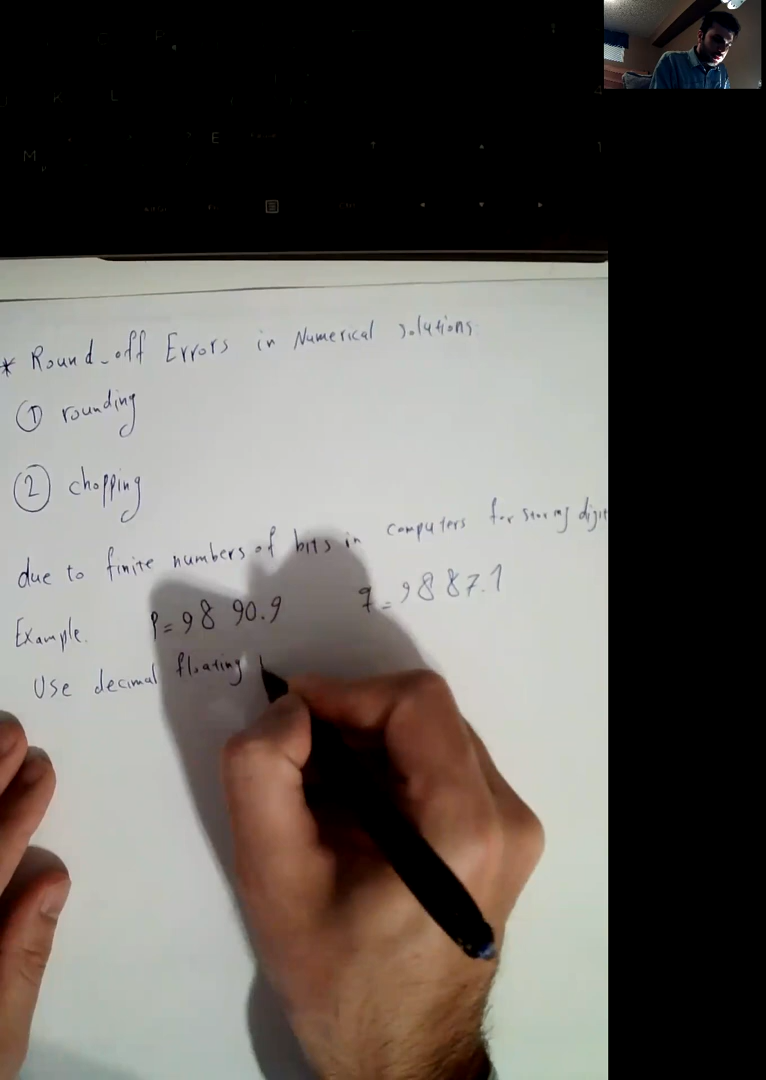 * Round-off Errors in Numerical solutions
① rounding
② chopping
due to finite numbers of bits in computers for storing digit
Example. P = 9890.9 q = 9887.1
Use decimal floating